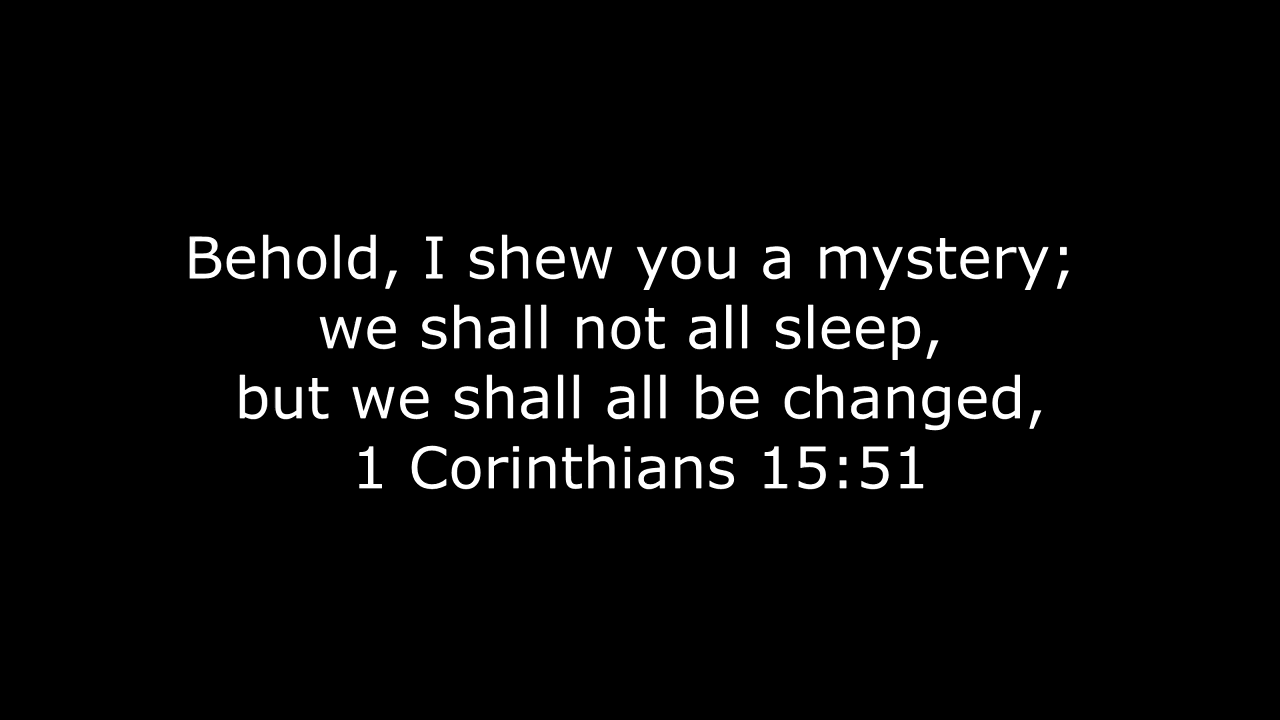 Behold, I shew you a mystery;
we shall not all sleep,
but we shall all be changed,
1 Corinthians 15:51